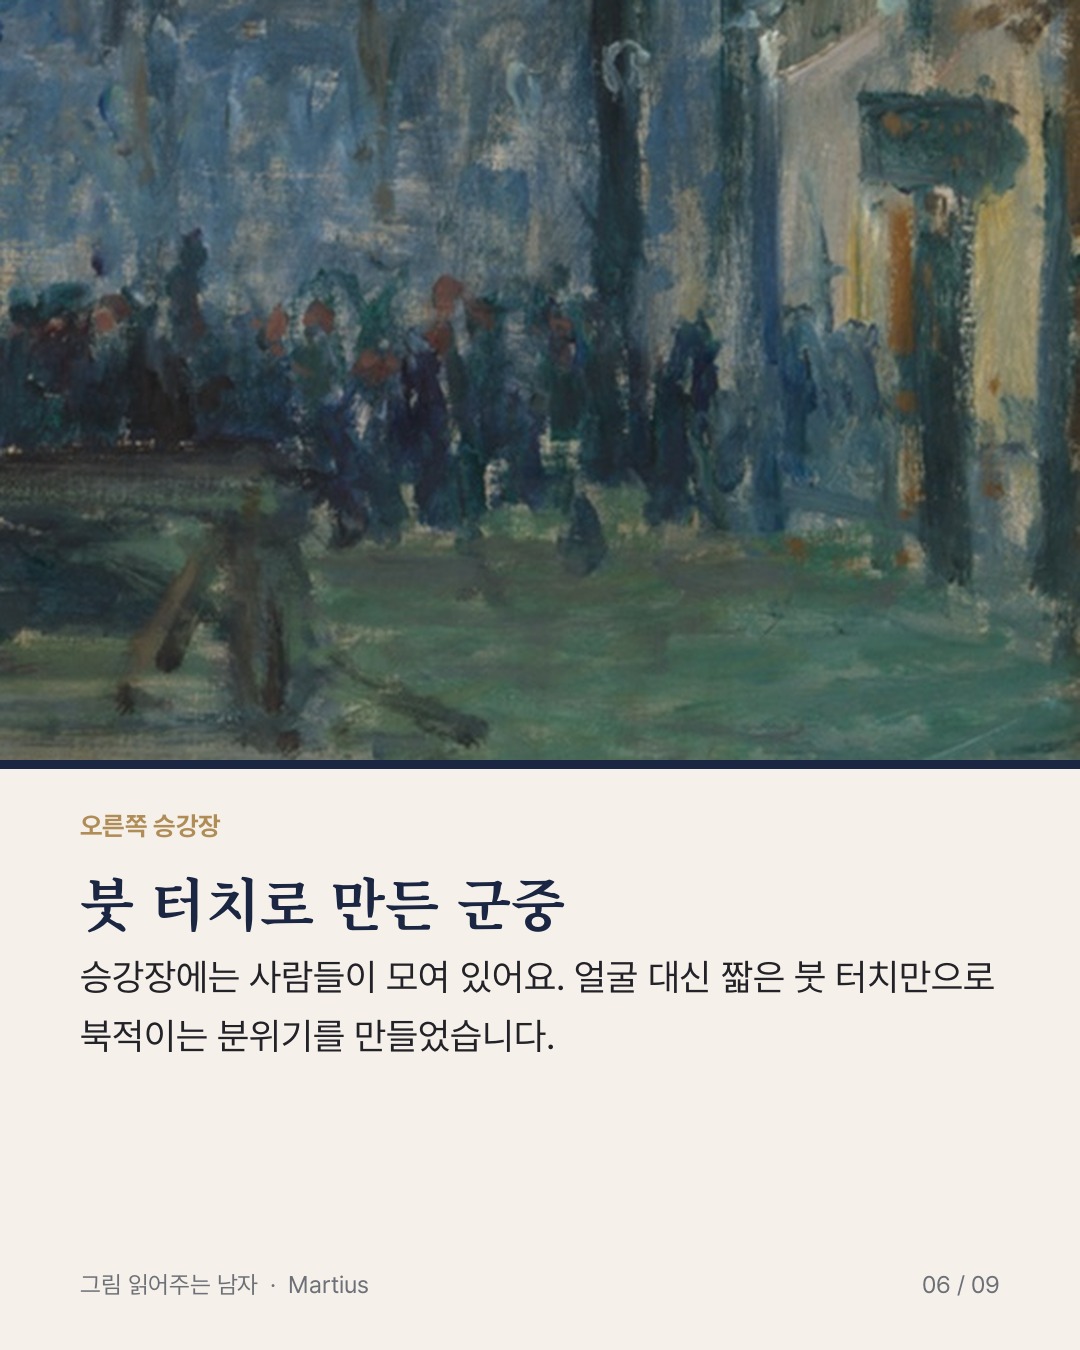 오른쪽 승강장
붓 터치로 만든 군중
승강장에는 사람들이 모여 있어요. 얼굴 대신 짧은 붓 터치만으로
북적이는 분위기를 만들었습니다.
그림 읽어주는 남자 · Martius
06 / 09